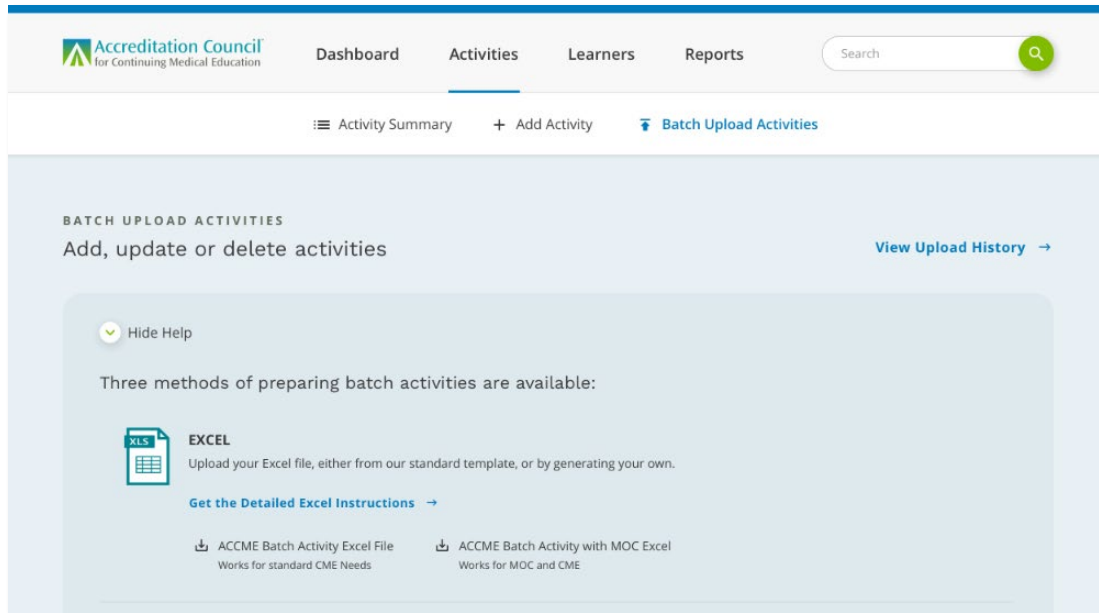 Accreditation Council
for Continuing Medical Education
Dashboard
Activities
Learners
Reports
Search
Activity Summary
+ Add Activity
Batch Upload Activities
BATCH UPLOAD ACTIVITIES
Add, update or delete activities
View Upload History →
Hide Help
Three methods of preparing batch activities are available:
XLS
EXCEL
Upload your Excel file, either from our standard template, or by generating your own.
Get the Detailed Excel Instructions →
ACCME Batch Activity Excel File
Works for standard CME Needs
ACCME Batch Activity with MOC Excel
Works for MOC and CME